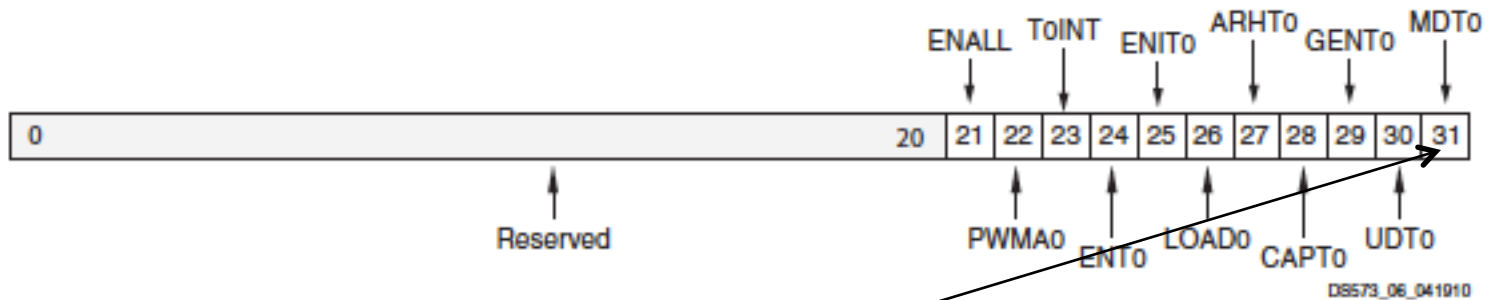 ENALL T0INT ENIT0 ARHT0 GENT0 MDT0
0 20 21 22 23 24 25 26 27 28 29 30 31
Reserved PWMA0 ENT0 LOAD0 CAPT0 UDT0
DS573_06_041910